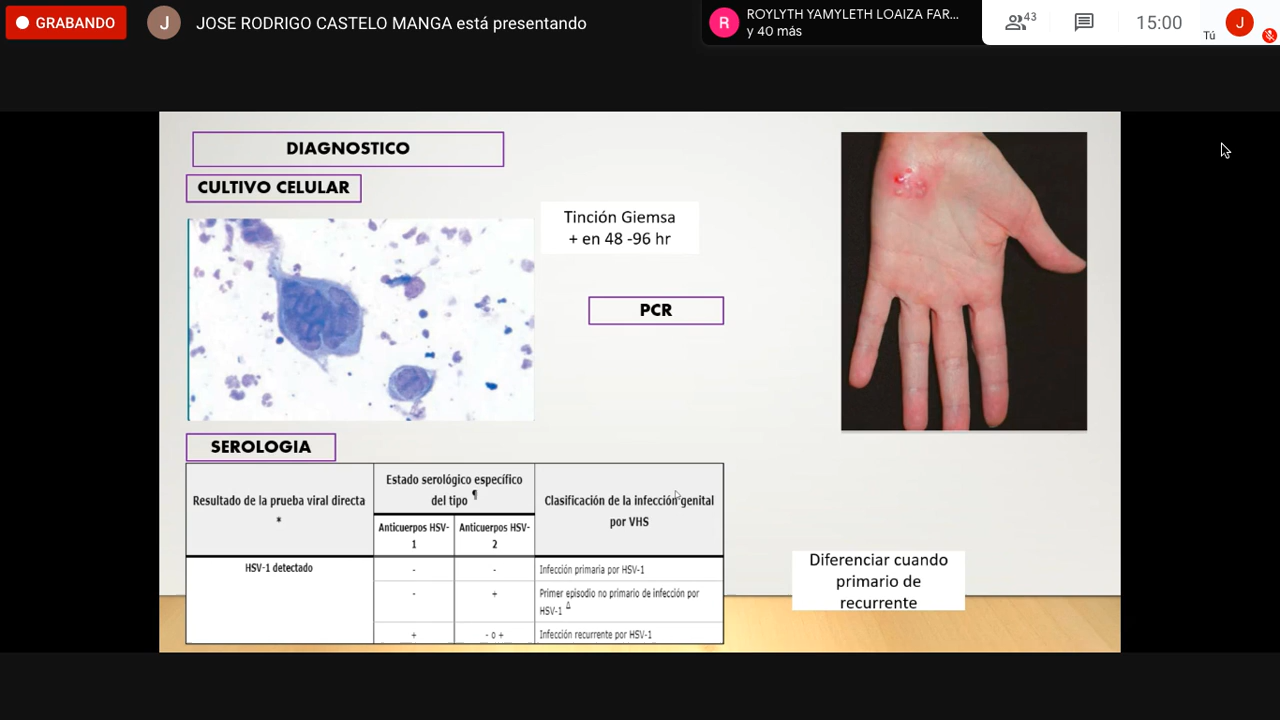 GRABANDO
J
JOSE RODRIGO CASTELO MANGA está presentando
R
ROYLYTH YAMYLETH LOAIZA FAR...
y 40 más
43
15:00
Tú
J
DIAGNOSTICO
CULTIVO CELULAR
Tinción Giemsa
+ en 48 -96 hr
PCR
SEROLOGIA
Resultado de la prueba viral directa
*
Estado serológico específico
del tipo ¶
Clasificación de la infección genital
por VHS
Anticuerpos HSV-
1
Anticuerpos HSV-
2
HSV-1 detectado
- - Infección primaria por HSV-1
- + Primer episodio no primario de infección por
HSV-1 Δ
+ - o + Infección recurrente por HSV-1
Diferenciar cuando
primario de
recurrente